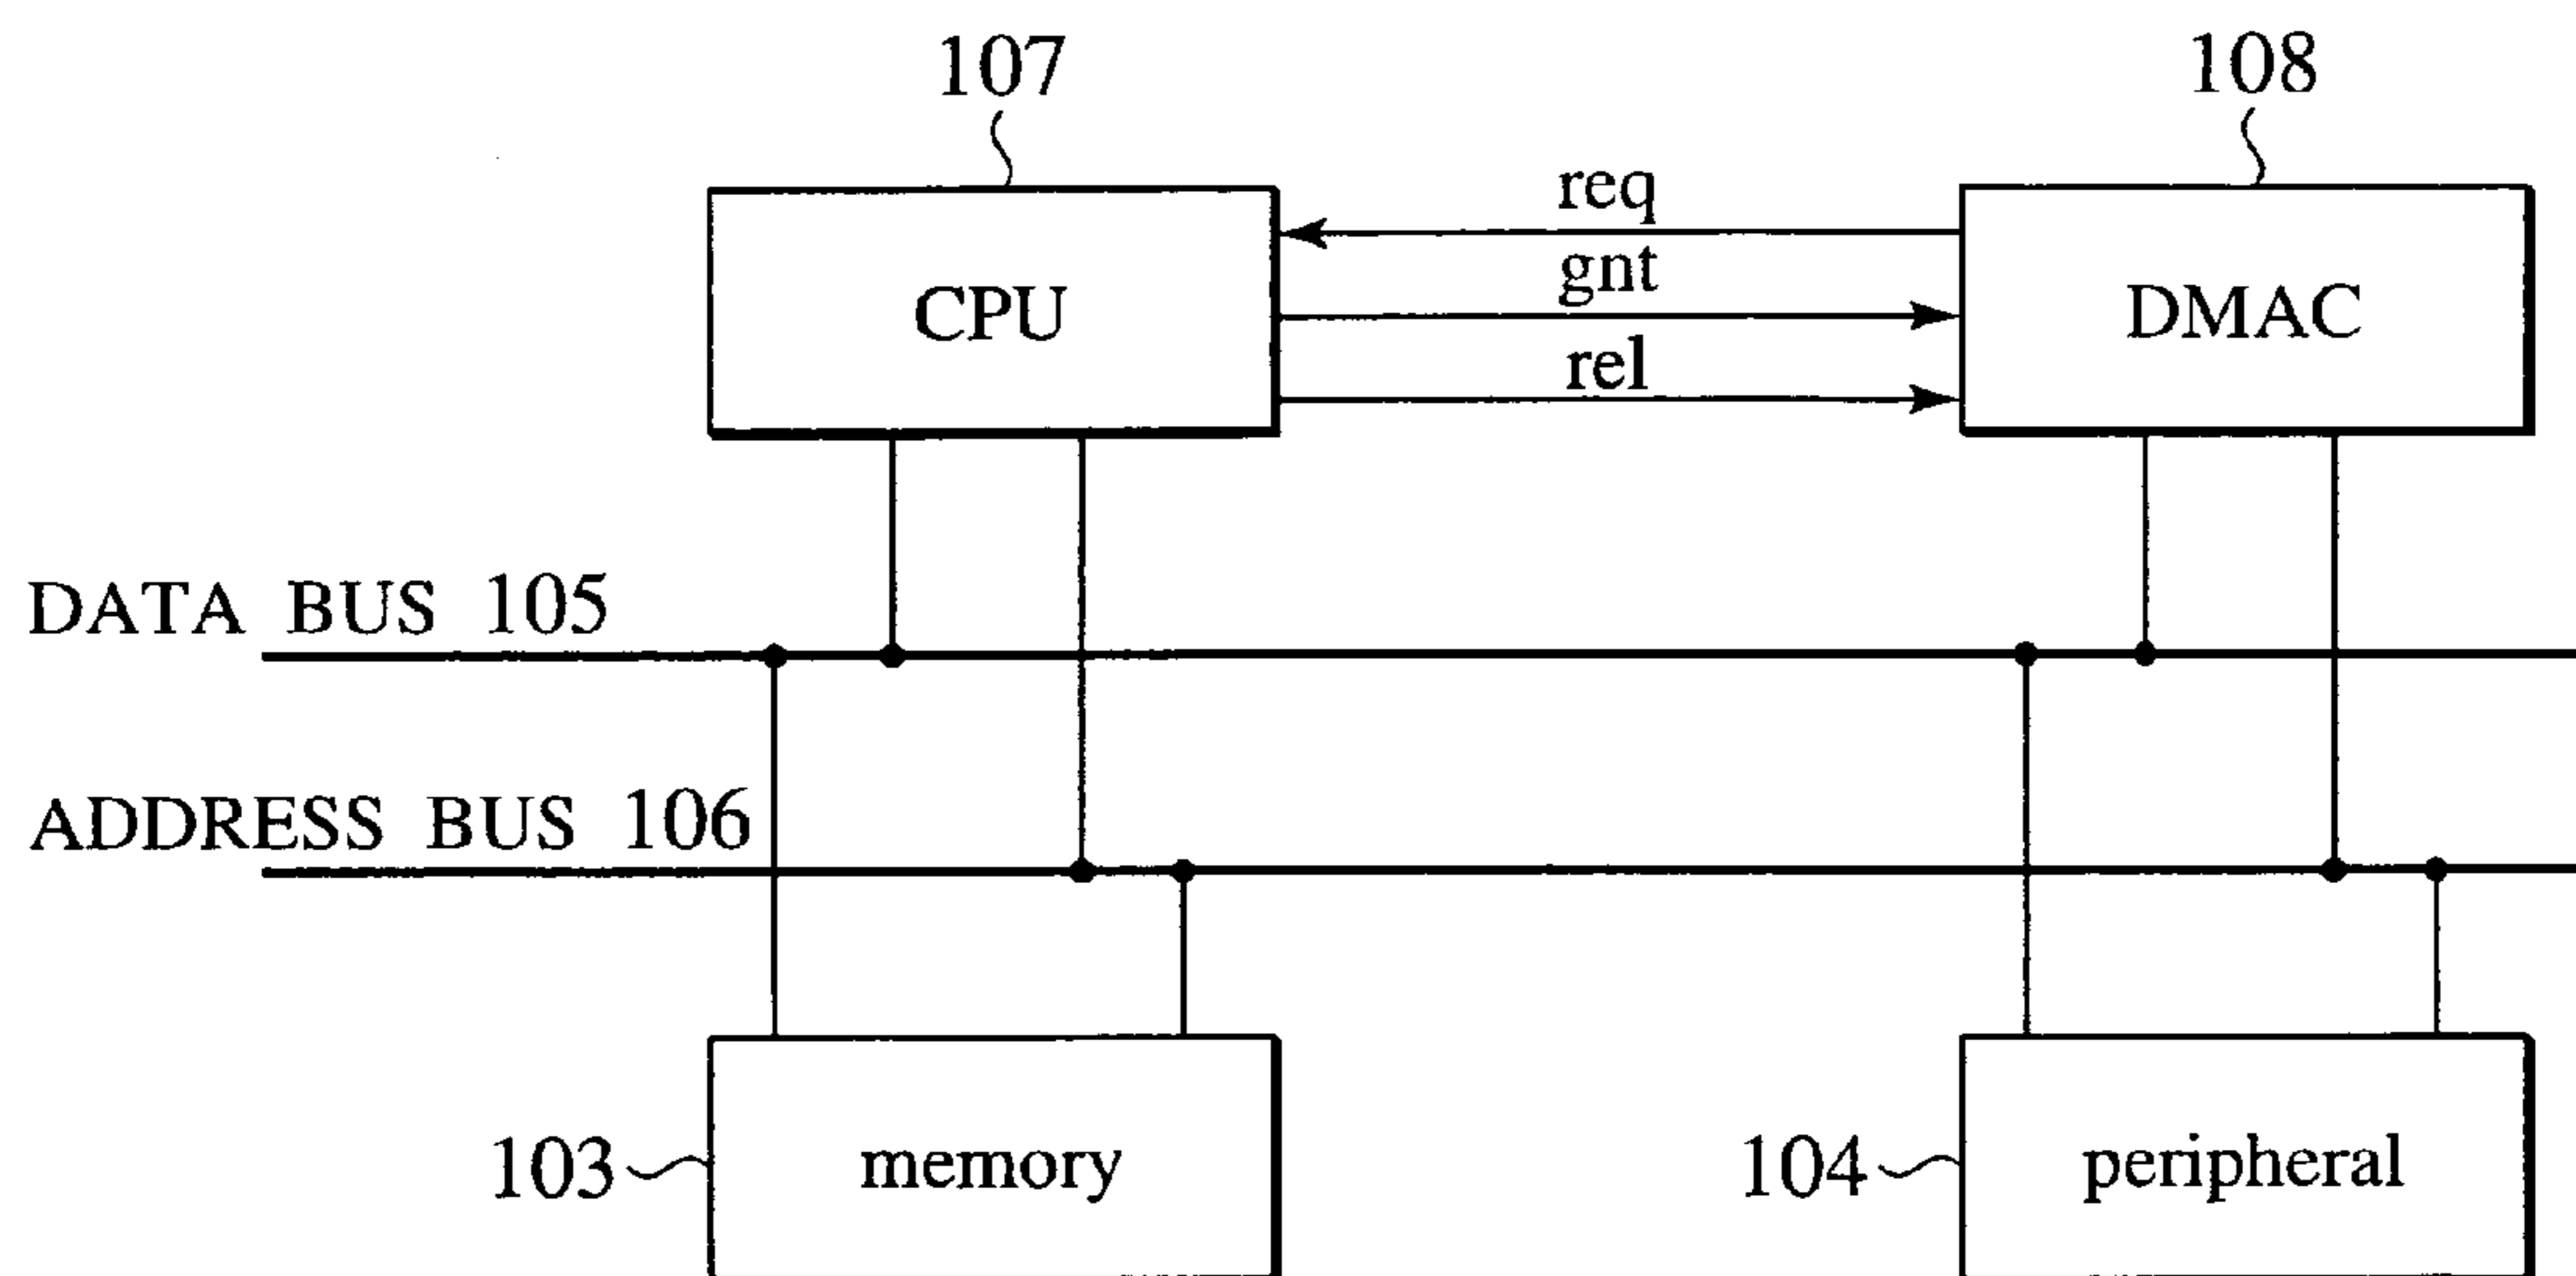 107
108
req
gnt
rel
CPU
DMAC
DATA BUS 105
ADDRESS BUS 106
103
memory
104
peripheral